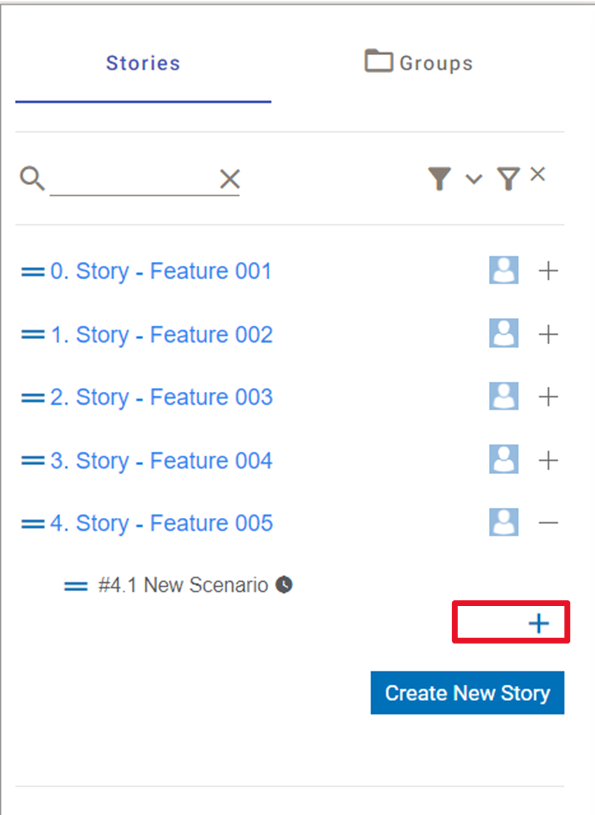 Stories
Groups
0. Story - Feature 001
1. Story - Feature 002
2. Story - Feature 003
3. Story - Feature 004
4. Story - Feature 005
#4.1 New Scenario
Create New Story